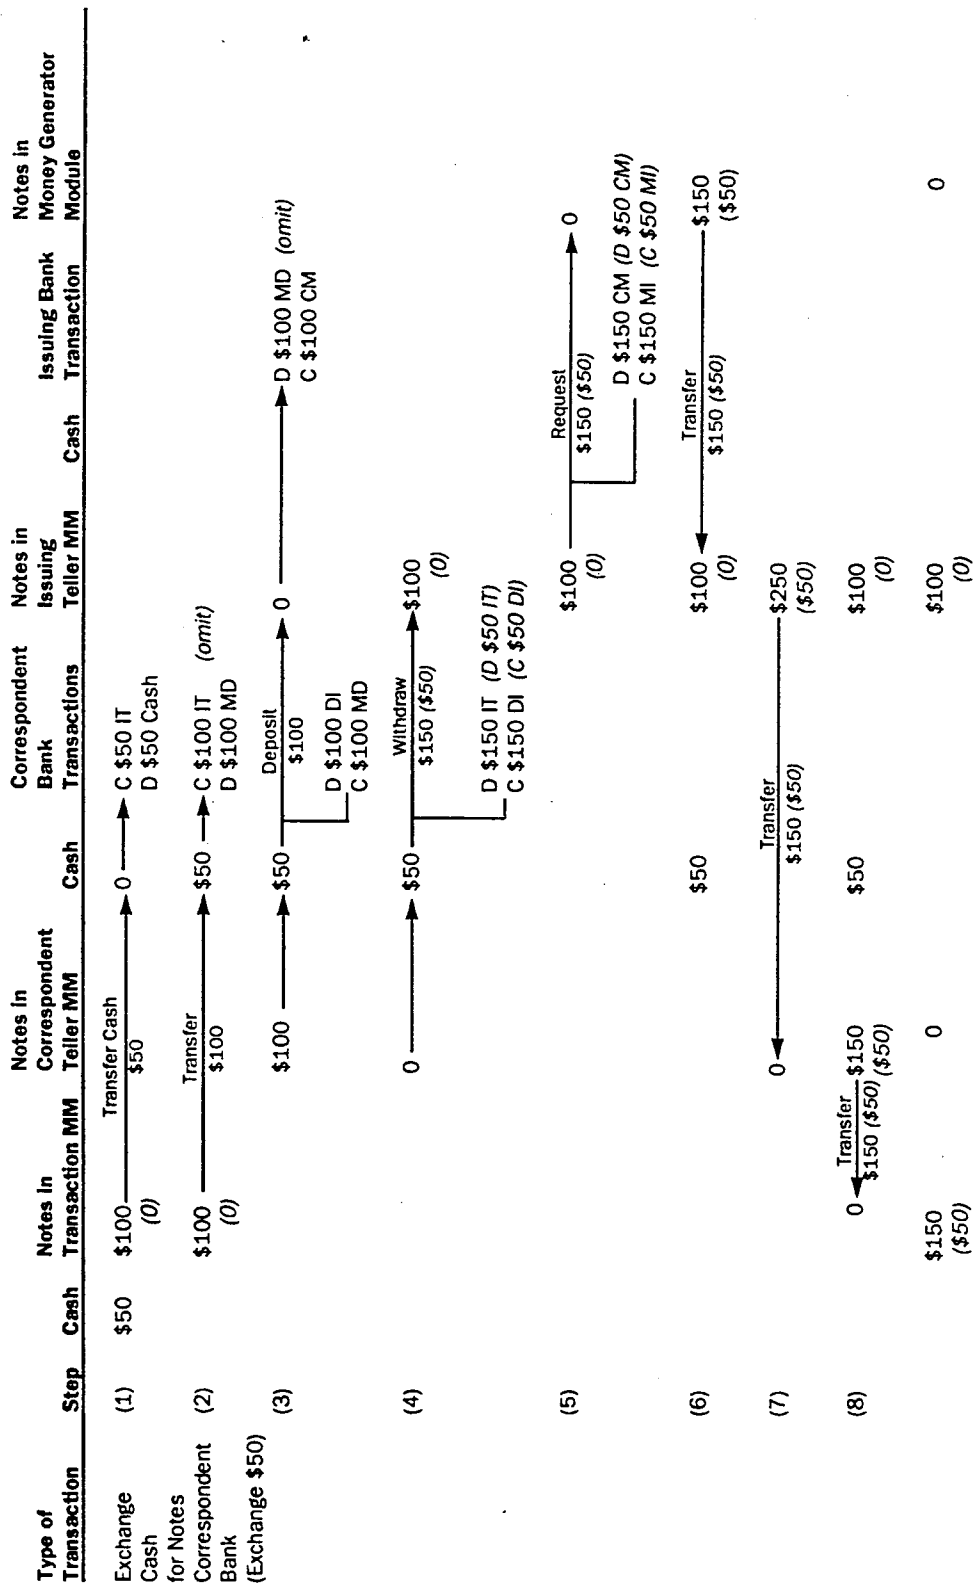 Type of
Transaction
Step
Cash
Notes in
Transaction MM
Notes in
Correspondent
Teller MM
Cash
Correspondent
Bank
Transactions
Notes in
Issuing
Teller MM
Cash
Issuing Bank
Transaction
Notes in
Money Generator
Module
Exchange
Cash
for Notes
Correspondent
Bank
(Exchange $50)
(1)
$50
$100
(0)
Transfer Cash
$50
0
C $50 IT
D $50 Cash
(2)
$100
(0)
Transfer
$100
$50
C $100 IT (omit)
D $100 MD
(3)
$100
$50
Deposit
$100
D $100 DI
C $100 MD
0
D $100 MD (omit)
C $100 CM
(4)
0
$50
Withdraw
$150 ($50)
D $150 IT (D $50 IT)
C $150 DI (C $50 DI)
$100
(0)
(5)
$100
(0)
Request
$150 ($50)
D $150 CM (D $50 CM)
C $150 MI (C $50 MI)
0
(6)
$50
$100
(0)
Transfer
$150 ($50)
$150
($50)
(7)
0
Transfer
$150 ($50)
$250
($50)
(8)
0
Transfer
$150 ($50)
$150
($50)
$50
$100
(0)
$150
($50)
0
$100
(0)
0